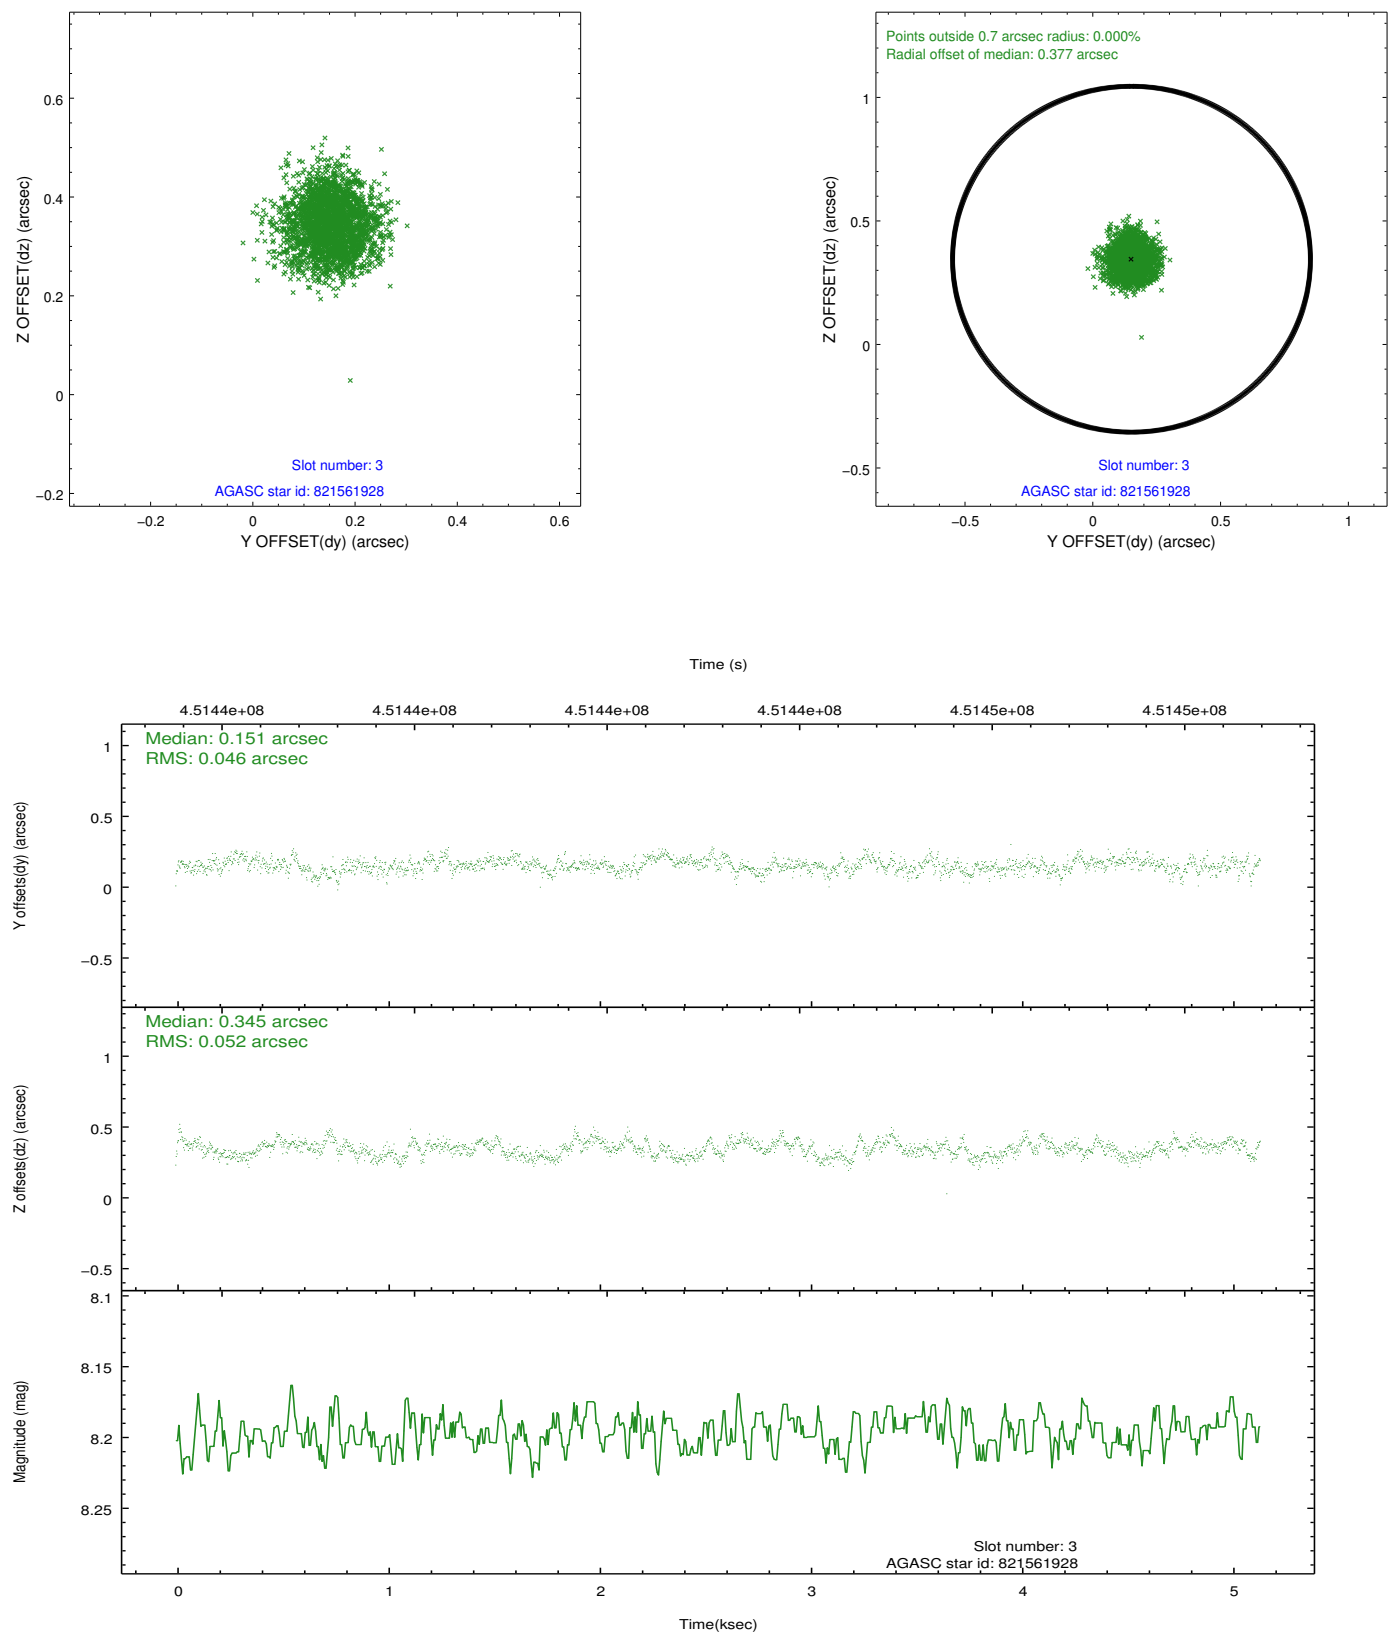 0.6
0.4
0.2
0
−0.2
Z OFFSET(dz) (arcsec)
Slot number: 3
AGASC star id: 821561928
−0.2 0 0.2 0.4 0.6
Y OFFSET(dy) (arcsec)
Points outside 0.7 arcsec radius: 0.000%
Radial offset of median: 0.377 arcsec
1
0.5
0
−0.5
Z OFFSET(dz) (arcsec)
Slot number: 3
AGASC star id: 821561928
−0.5 0 0.5 1
Y OFFSET(dy) (arcsec)
Time (s)
4.5144e+08 4.5144e+08 4.5144e+08 4.5144e+08 4.5145e+08 4.5145e+08
Median: 0.151 arcsec
RMS: 0.046 arcsec
1
0.5
0
−0.5
Y offsets(dy) (arcsec)
Median: 0.345 arcsec
RMS: 0.052 arcsec
1
0.5
0
−0.5
Z offsets(dz) (arcsec)
8.1
8.15
8.2
8.25
Magnitude (mag)
Slot number: 3
AGASC star id: 821561928
0 1 2 3 4 5
Time(ksec)